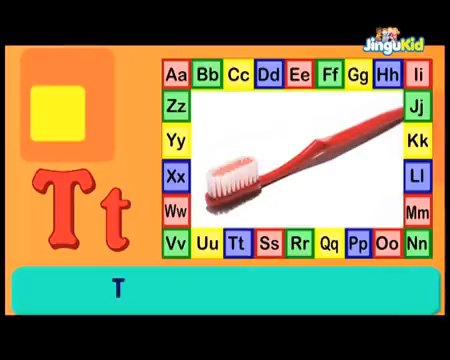 JinguKid
Aa Bb Cc Dd Ee Ff Gg Hh Ii
Zz Jj
Yy Kk
Xx Ll
Ww Mm
Vv Uu Tt Ss Rr Qq Pp Oo Nn
Tt
T